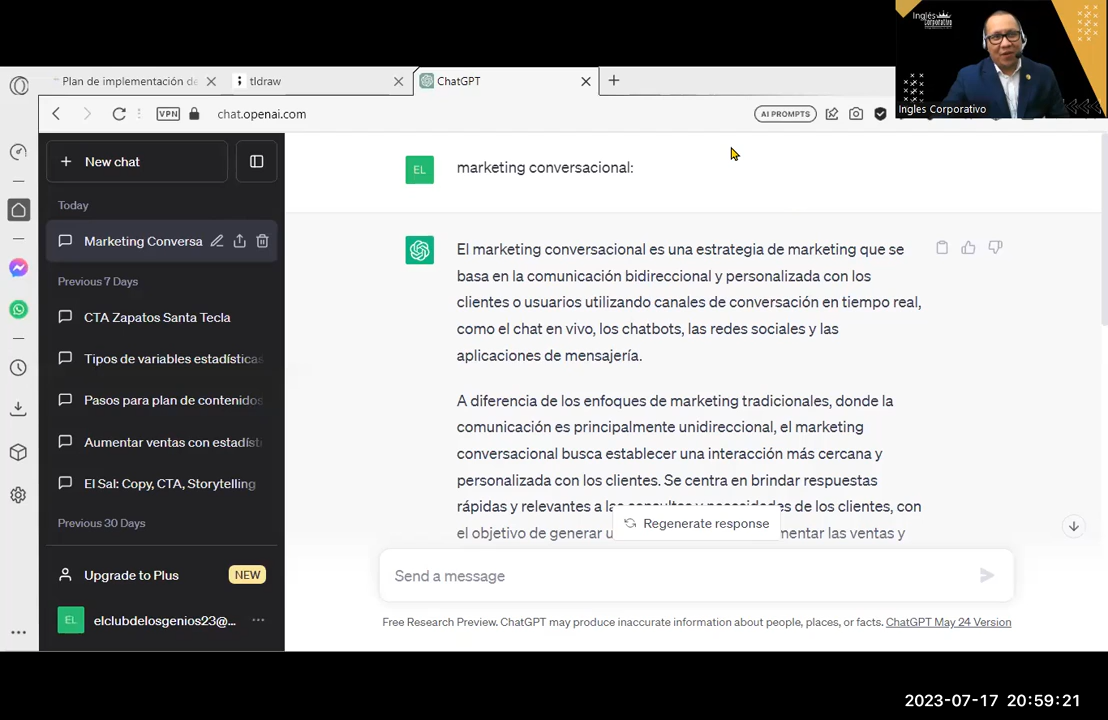 Plan de implementación de
tldraw
ChatGPT
Inglés
Corporativo
Ingles Corporativo
VPN
chat.openai.com
AI PROMPTS
New chat
Today
Marketing Conversa
Previous 7 Days
CTA Zapatos Santa Tecla
Tipos de variables estadísticas
Pasos para plan de contenidos
Aumentar ventas con estadíst
El Sal: Copy, CTA, Storytelling
Previous 30 Days
Upgrade to Plus NEW
EL elclubdelosgenios23@...
EL marketing conversacional:
El marketing conversacional es una estrategia de marketing que se
basa en la comunicación bidireccional y personalizada con los
clientes o usuarios utilizando canales de conversación en tiempo real,
como el chat en vivo, los chatbots, las redes sociales y las
aplicaciones de mensajería.
A diferencia de los enfoques de marketing tradicionales, donde la
comunicación es principalmente unidireccional, el marketing
conversacional busca establecer una interacción más cercana y
personalizada con los clientes. Se centra en brindar respuestas
rápidas y relevantes a las consultas y necesidades de los clientes, con
el objetivo de generar u mentar las ventas y
Regenerate response
Send a message
Free Research Preview. ChatGPT may produce inaccurate information about people, places, or facts. ChatGPT May 24 Version
2023-07-17 20:59:21